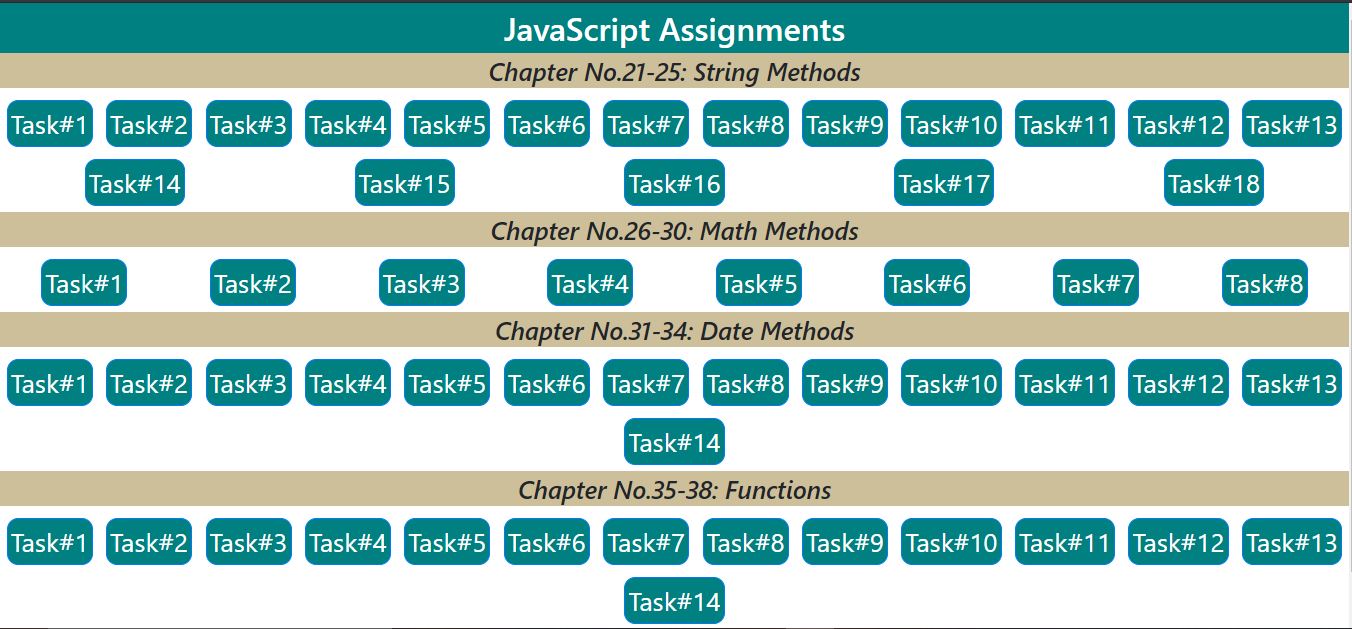 JavaScript Assignments
Chapter No.21-25: String Methods
Task#1 Task#2 Task#3 Task#4 Task#5 Task#6 Task#7 Task#8 Task#9 Task#10 Task#11 Task#12 Task#13
Task#14 Task#15 Task#16 Task#17 Task#18
Chapter No.26-30: Math Methods
Task#1 Task#2 Task#3 Task#4 Task#5 Task#6 Task#7 Task#8
Chapter No.31-34: Date Methods
Task#1 Task#2 Task#3 Task#4 Task#5 Task#6 Task#7 Task#8 Task#9 Task#10 Task#11 Task#12 Task#13
Task#14
Chapter No.35-38: Functions
Task#1 Task#2 Task#3 Task#4 Task#5 Task#6 Task#7 Task#8 Task#9 Task#10 Task#11 Task#12 Task#13
Task#14